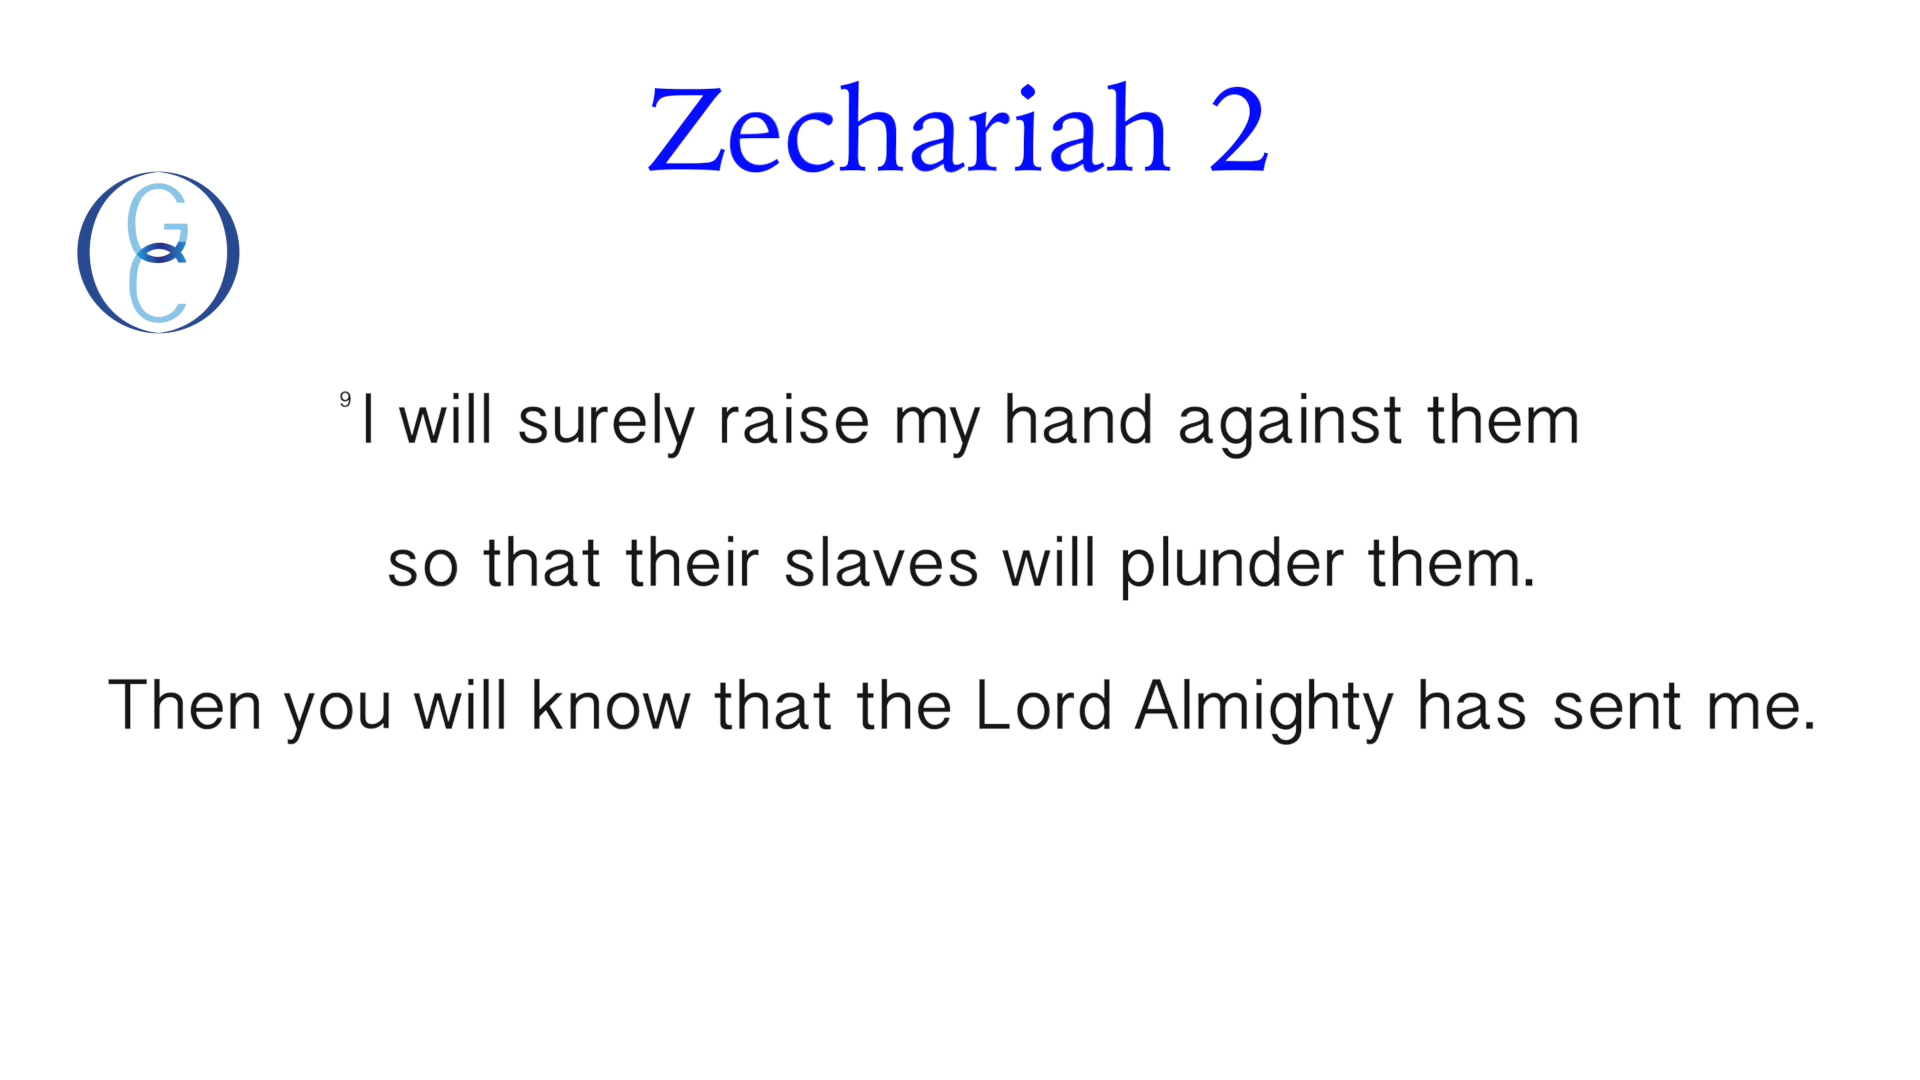 Zechariah 2
G
C
⁹I will surely raise my hand against them
so that their slaves will plunder them.
Then you will know that the Lord Almighty has sent me.